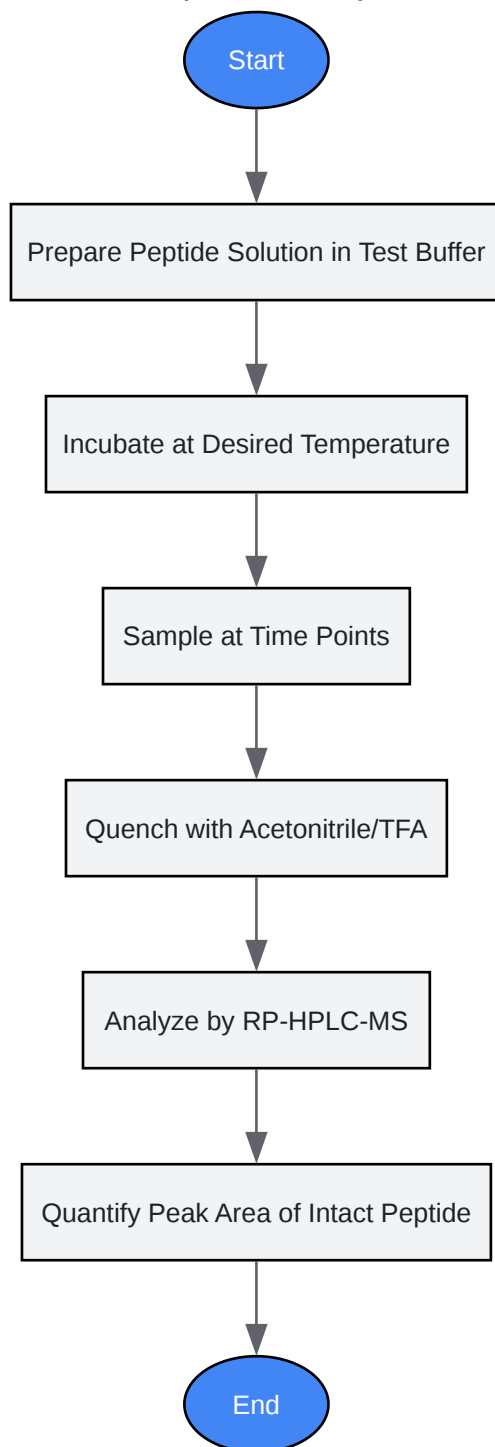 Start
Prepare Peptide Solution in Test Buffer
Incubate at Desired Temperature
Sample at Time Points
Quench with Acetonitrile/TFA
Analyze by RP-HPLC-MS
Quantify Peak Area of Intact Peptide
End